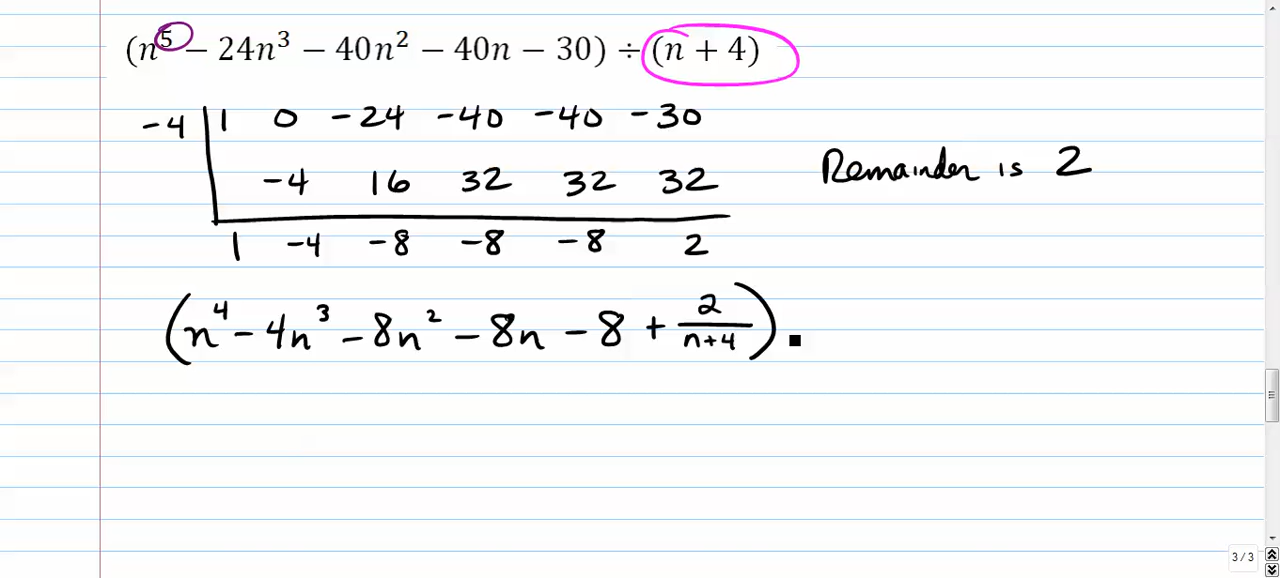 (n⁵ − 24n³ − 40n² − 40n − 30) ÷ (n + 4)
-4 | 1 0 -24 -40 -40 -30
Remainder is 2
-4 16 32 32 32
1 -4 -8 -8 -8 2
(n⁴ - 4n³ - 8n² - 8n - 8 + 2/(n+4))
3 / 3